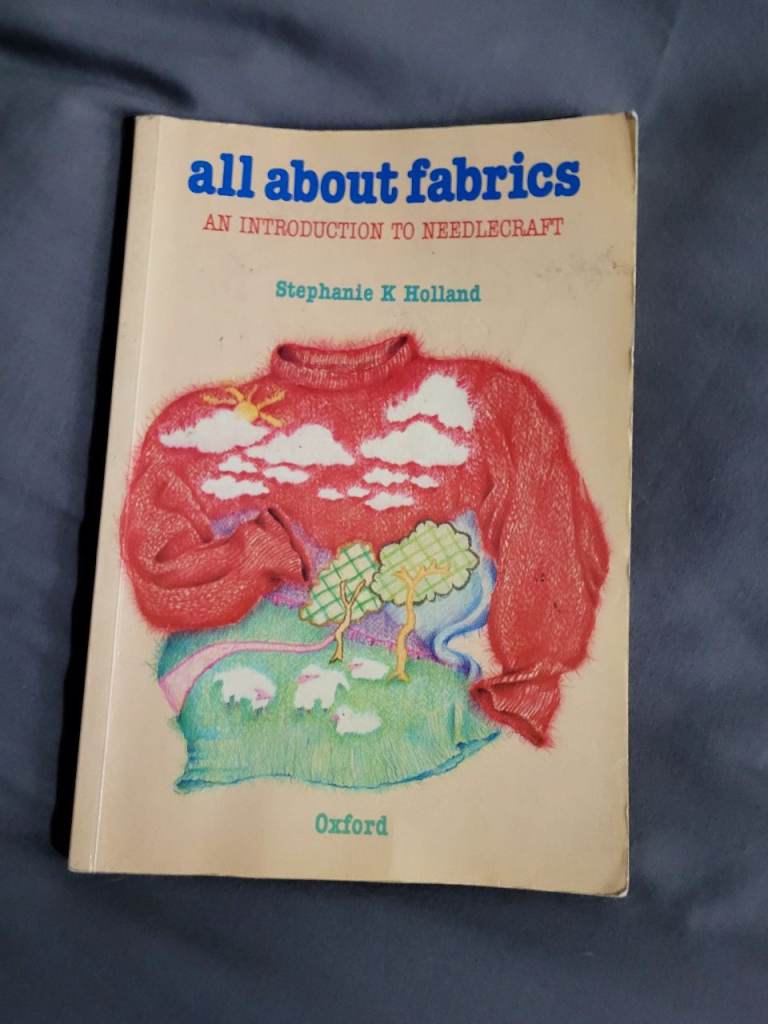 all about fabrics
AN INTRODUCTION TO NEEDLECRAFT
Stephanie K Holland
Oxford